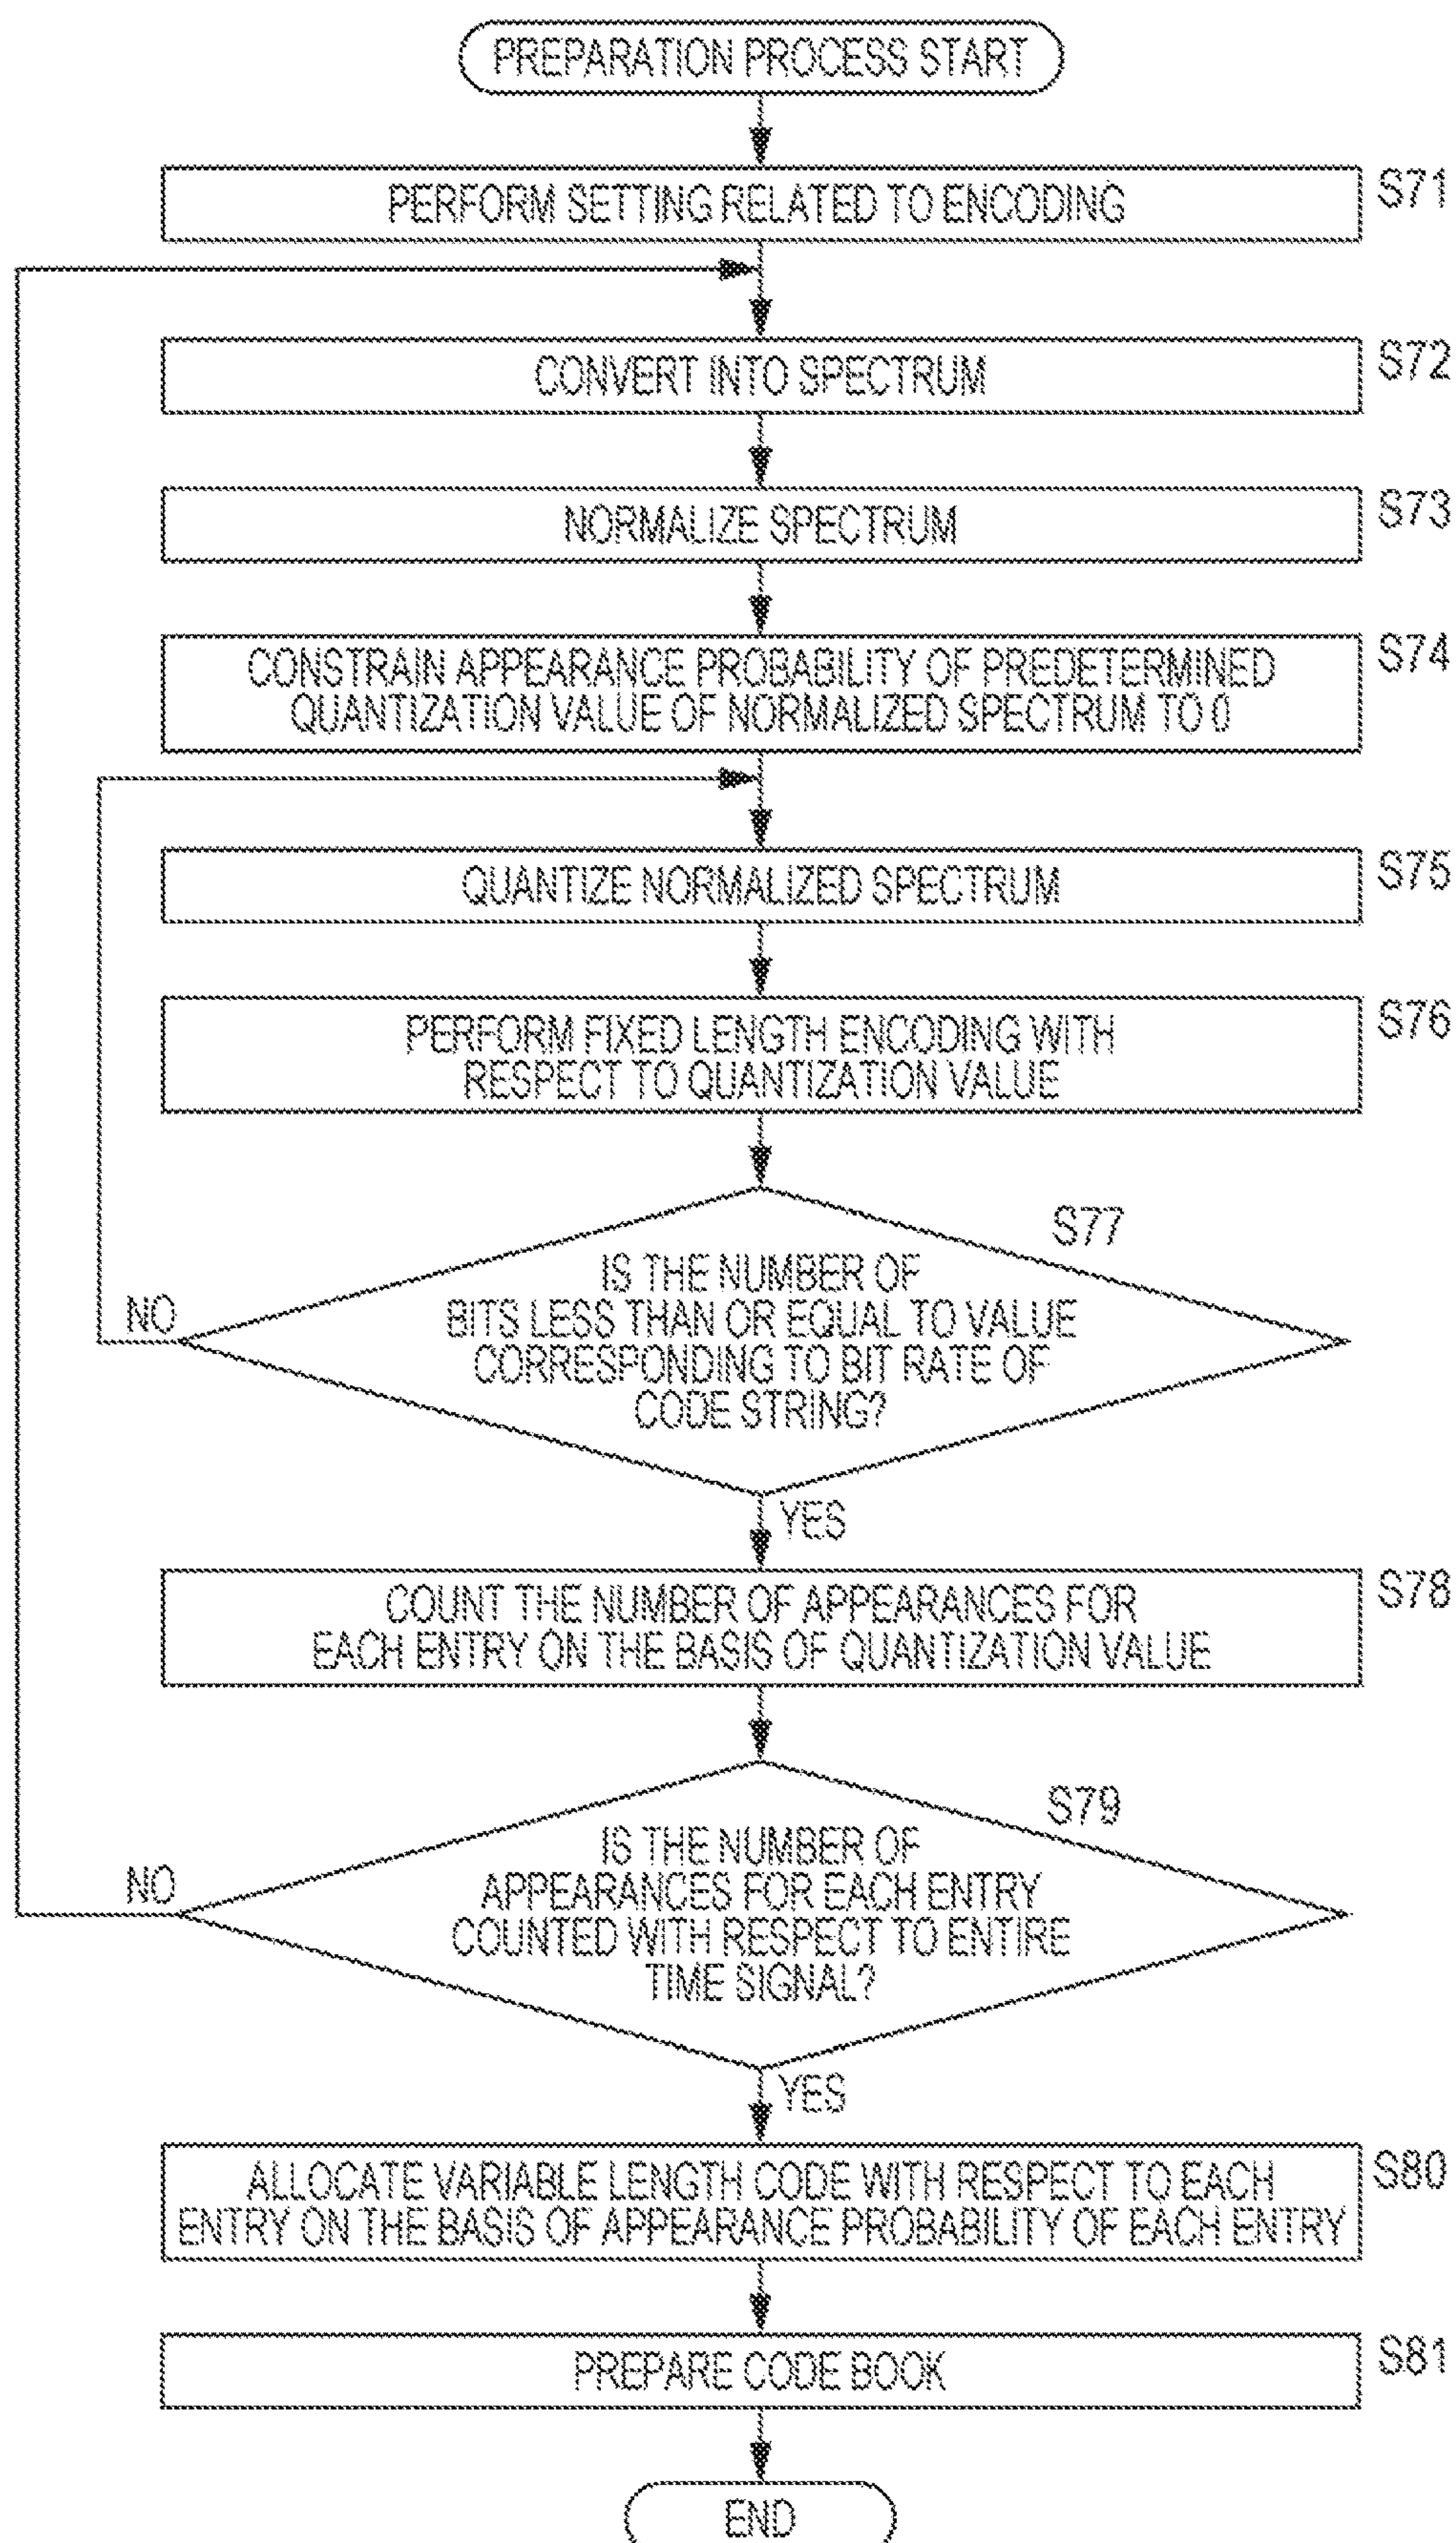 PREPARATION PROCESS START
PERFORM SETTING RELATED TO ENCODING
S71
CONVERT INTO SPECTRUM
S72
NORMALIZE SPECTRUM
S73
CONSTRAIN APPEARANCE PROBABILITY OF PREDETERMINED
QUANTIZATION VALUE OF NORMALIZED SPECTRUM TO 0
S74
QUANTIZE NORMALIZED SPECTRUM
S75
PERFORM FIXED LENGTH ENCODING WITH
RESPECT TO QUANTIZATION VALUE
S76
S77
IS THE NUMBER OF
BITS LESS THAN OR EQUAL TO VALUE
CORRESPONDING TO BIT RATE OF
CODE STRING?
NO
YES
COUNT THE NUMBER OF APPEARANCES FOR
EACH ENTRY ON THE BASIS OF QUANTIZATION VALUE
S78
S79
IS THE NUMBER OF
APPEARANCES FOR EACH ENTRY
COUNTED WITH RESPECT TO ENTIRE
TIME SIGNAL?
NO
YES
ALLOCATE VARIABLE LENGTH CODE WITH RESPECT TO EACH
ENTRY ON THE BASIS OF APPEARANCE PROBABILITY OF EACH ENTRY
S80
PREPARE CODE BOOK
S81
END